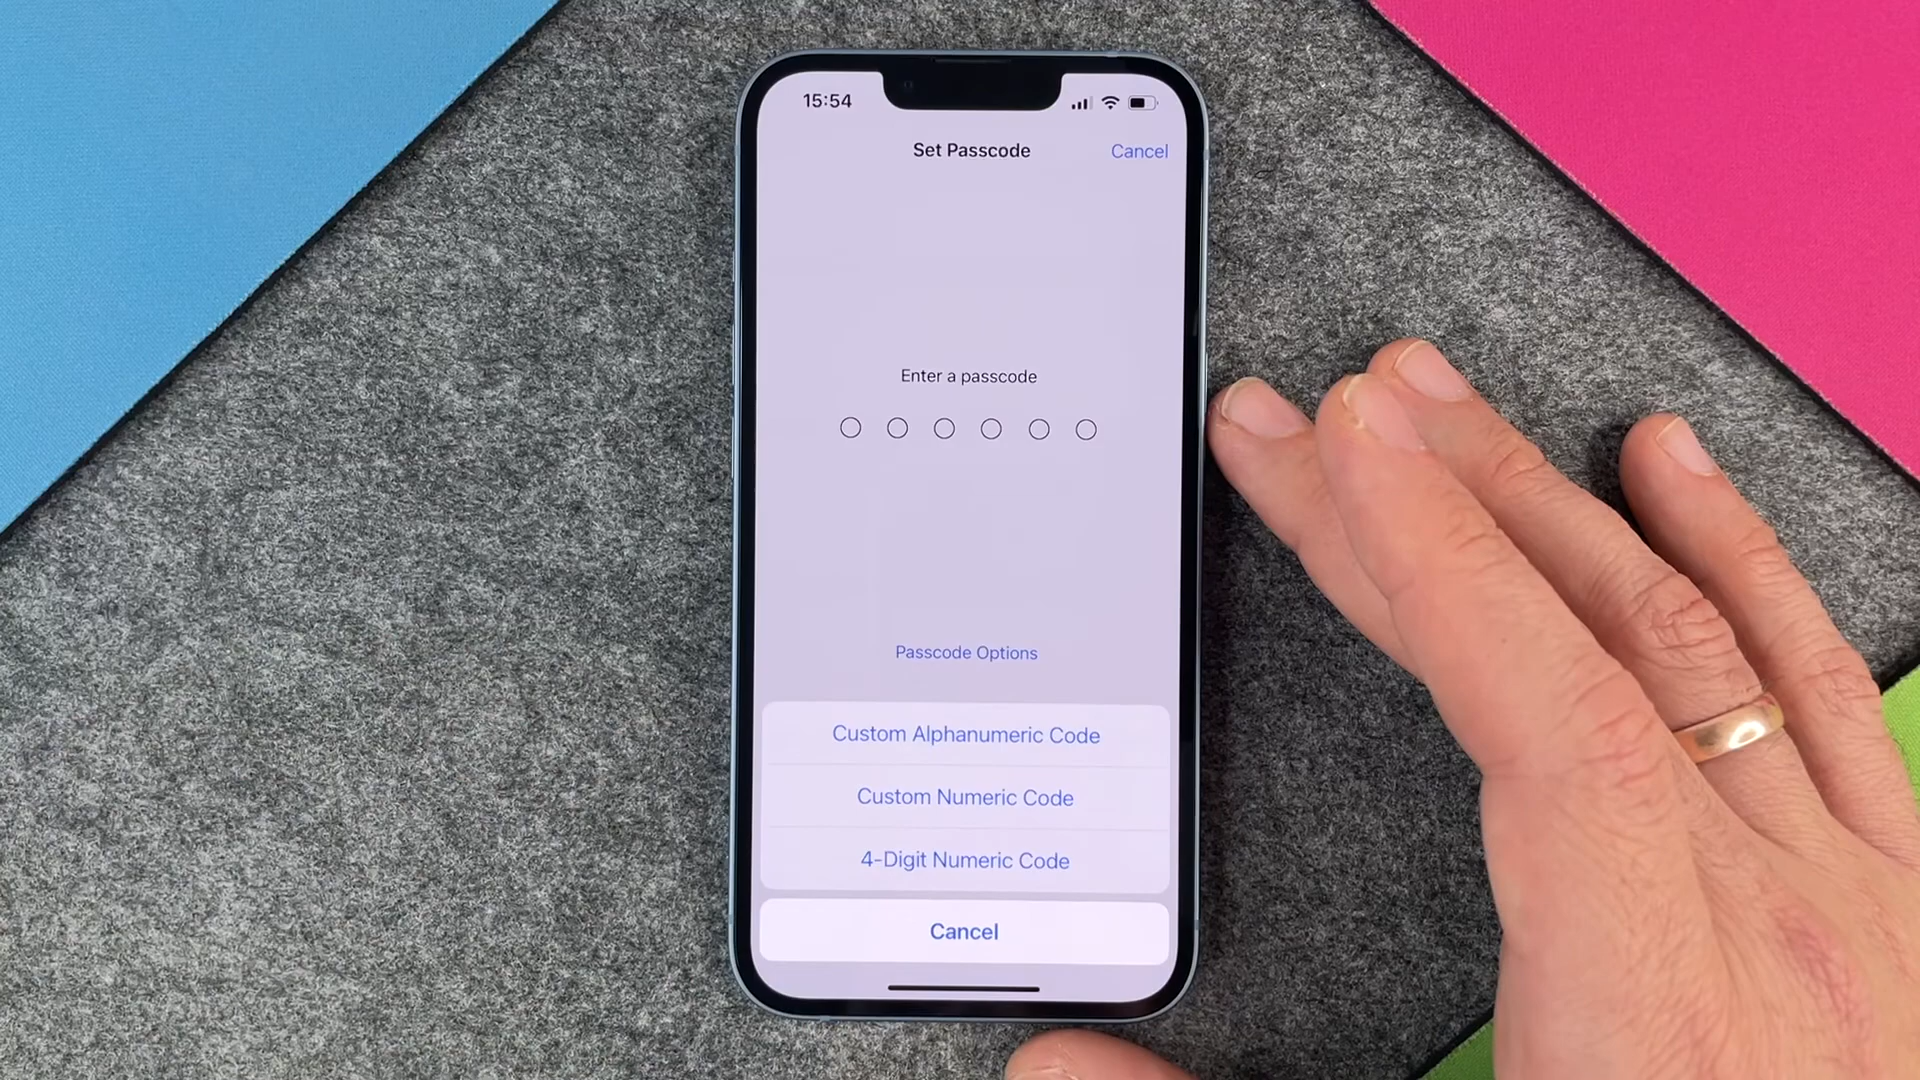 15:54
Set Passcode
Cancel
Enter a passcode
Passcode Options
Custom Alphanumeric Code
Custom Numeric Code
4-Digit Numeric Code
Cancel